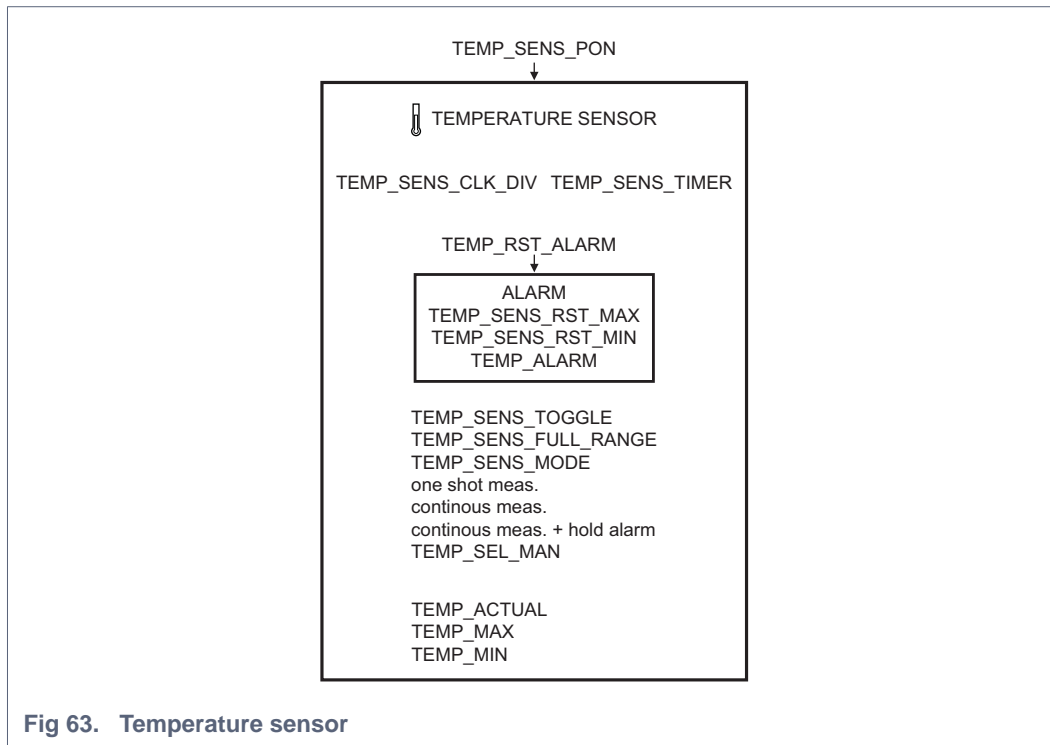 TEMP_SENS_PON
TEMPERATURE SENSOR
TEMP_SENS_CLK_DIV TEMP_SENS_TIMER
TEMP_RST_ALARM
ALARM
TEMP_SENS_RST_MAX
TEMP_SENS_RST_MIN
TEMP_ALARM
TEMP_SENS_TOGGLE
TEMP_SENS_FULL_RANGE
TEMP_SENS_MODE
one shot meas.
continous meas.
continous meas. + hold alarm
TEMP_SEL_MAN
TEMP_ACTUAL
TEMP_MAX
TEMP_MIN
Fig 63. Temperature sensor